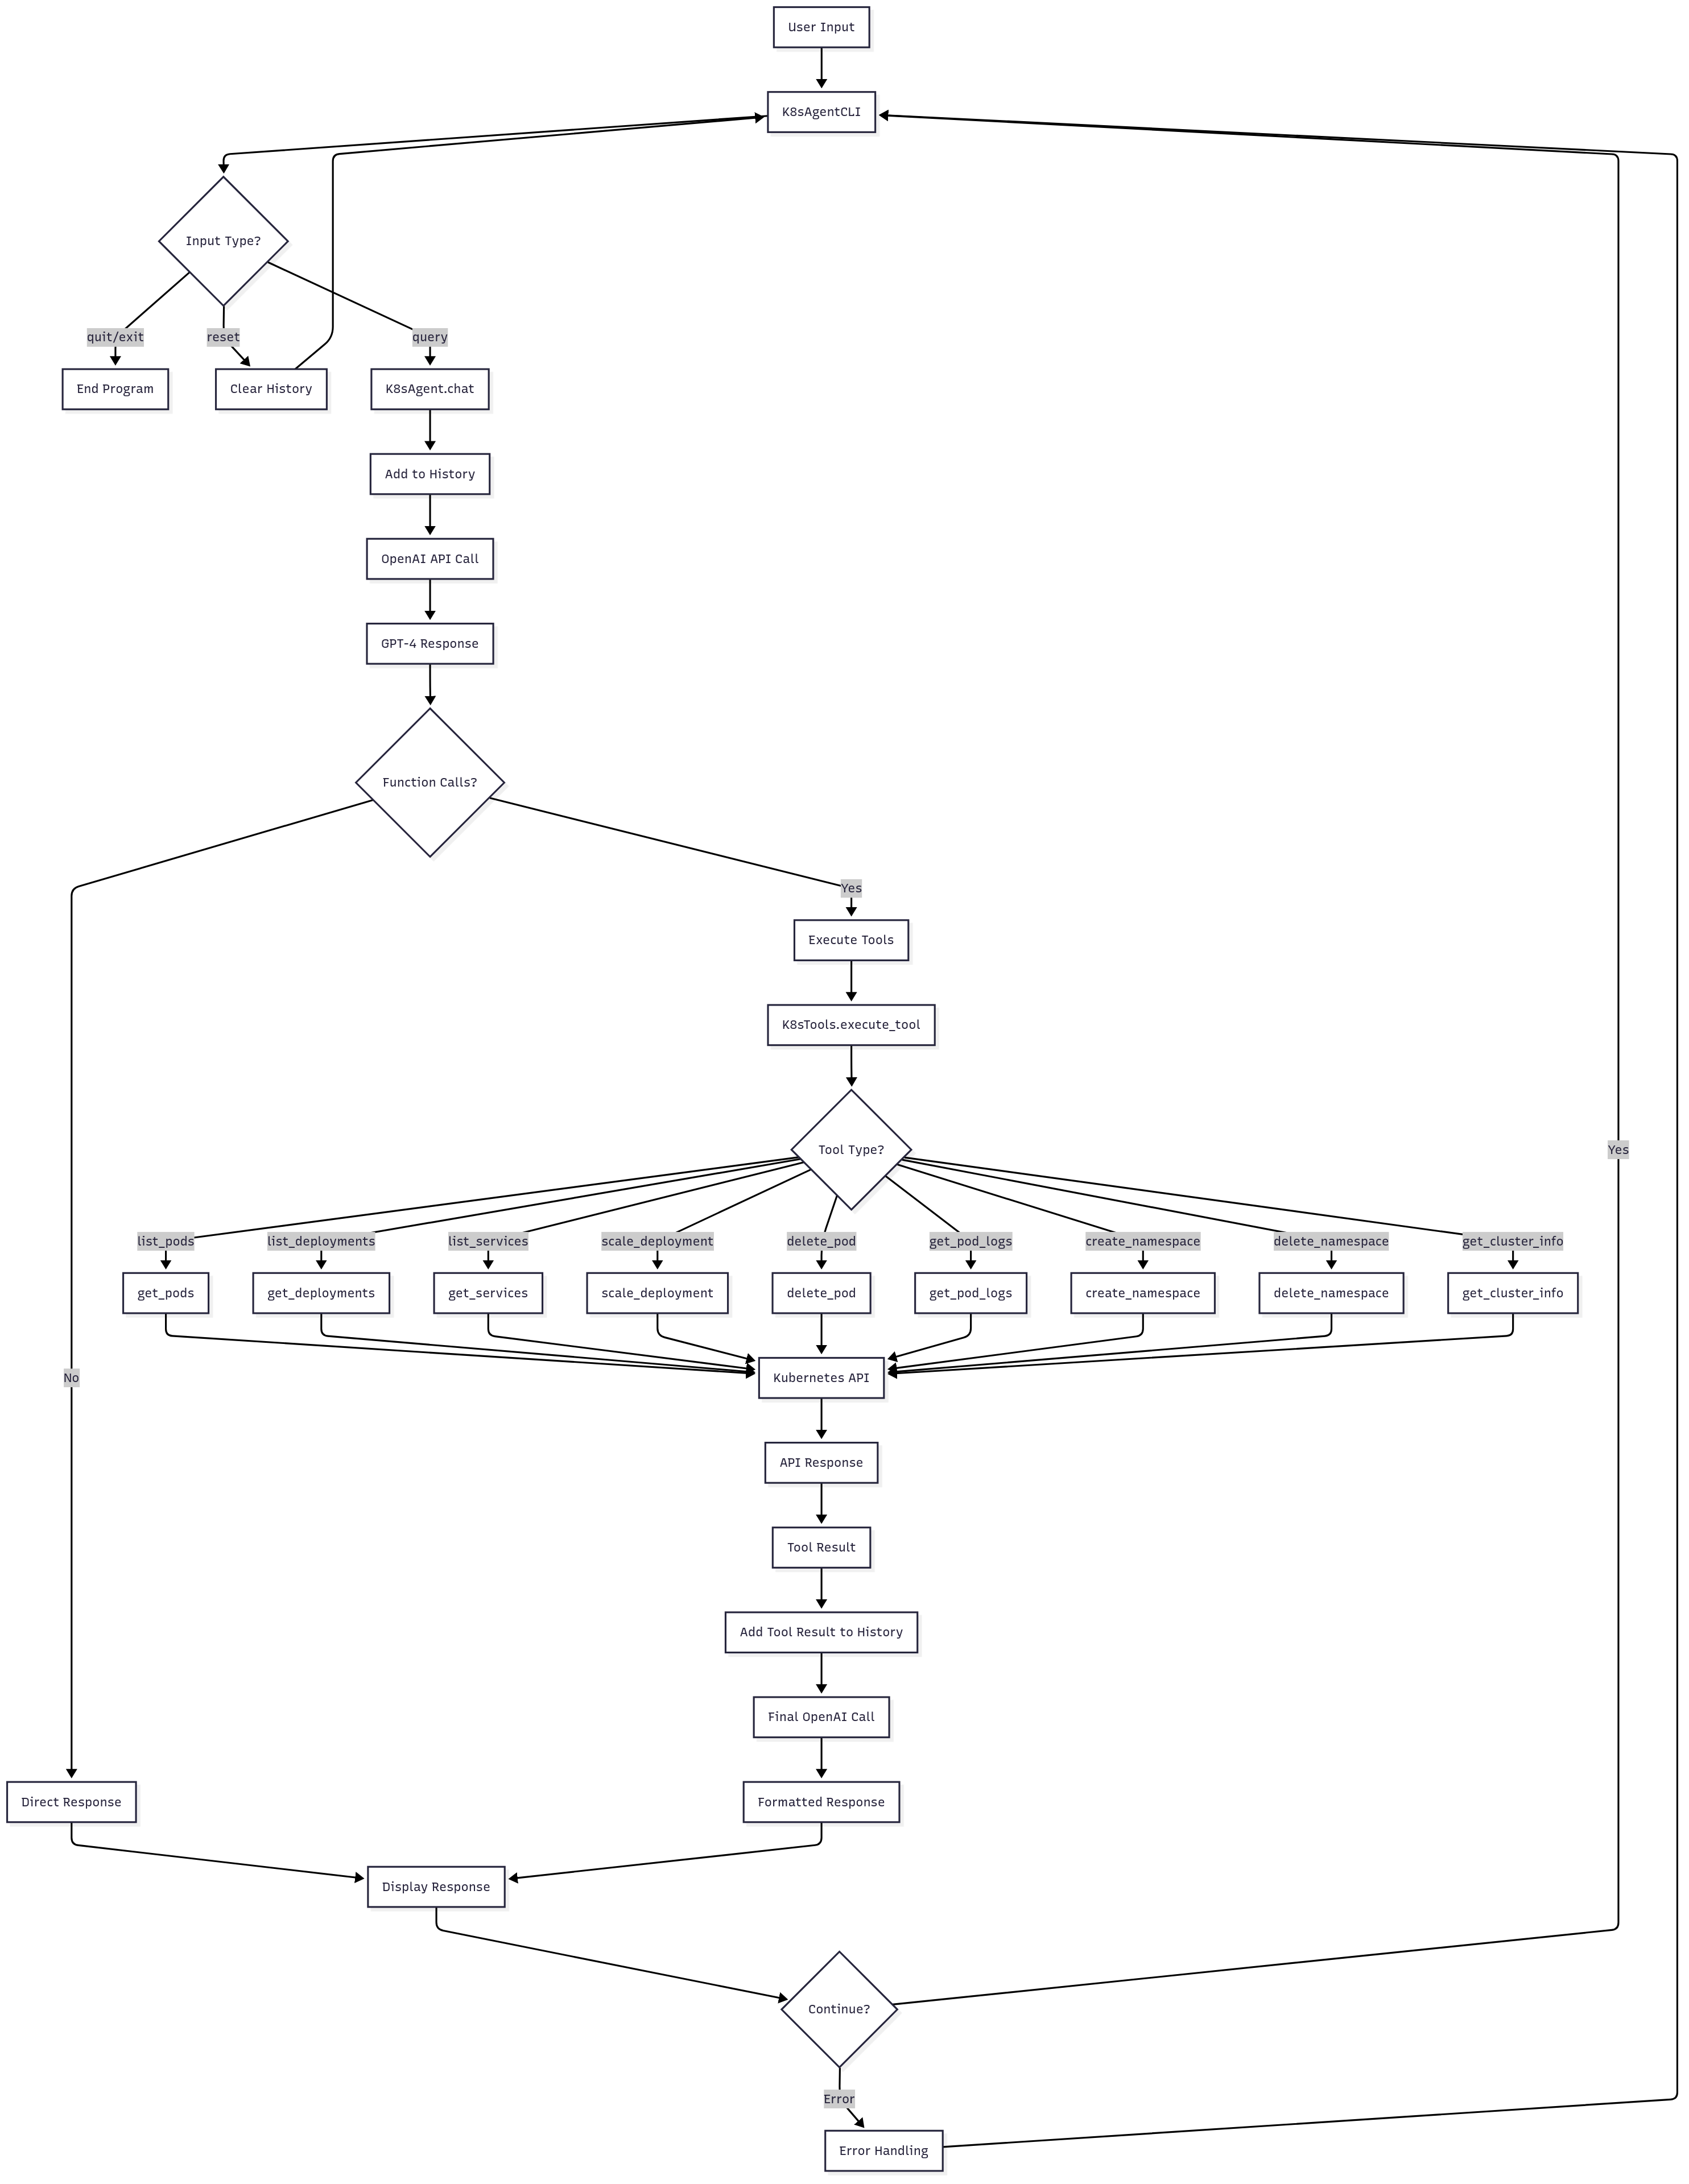 User Input
K8sAgentCLI
Input Type?
quit/exit
reset
query
End Program
Clear History
K8sAgent.chat
Add to History
OpenAI API Call
GPT-4 Response
Function Calls?
Yes
Execute Tools
K8sTools.execute_tool
Tool Type?
Yes
list_pods
list_deployments
list_services
scale_deployment
delete_pod
get_pod_logs
create_namespace
delete_namespace
get_cluster_info
get_pods
get_deployments
get_services
scale_deployment
delete_pod
get_pod_logs
create_namespace
delete_namespace
get_cluster_info
No
Kubernetes API
API Response
Tool Result
Add Tool Result to History
Final OpenAI Call
Direct Response
Formatted Response
Display Response
Continue?
Error
Error Handling